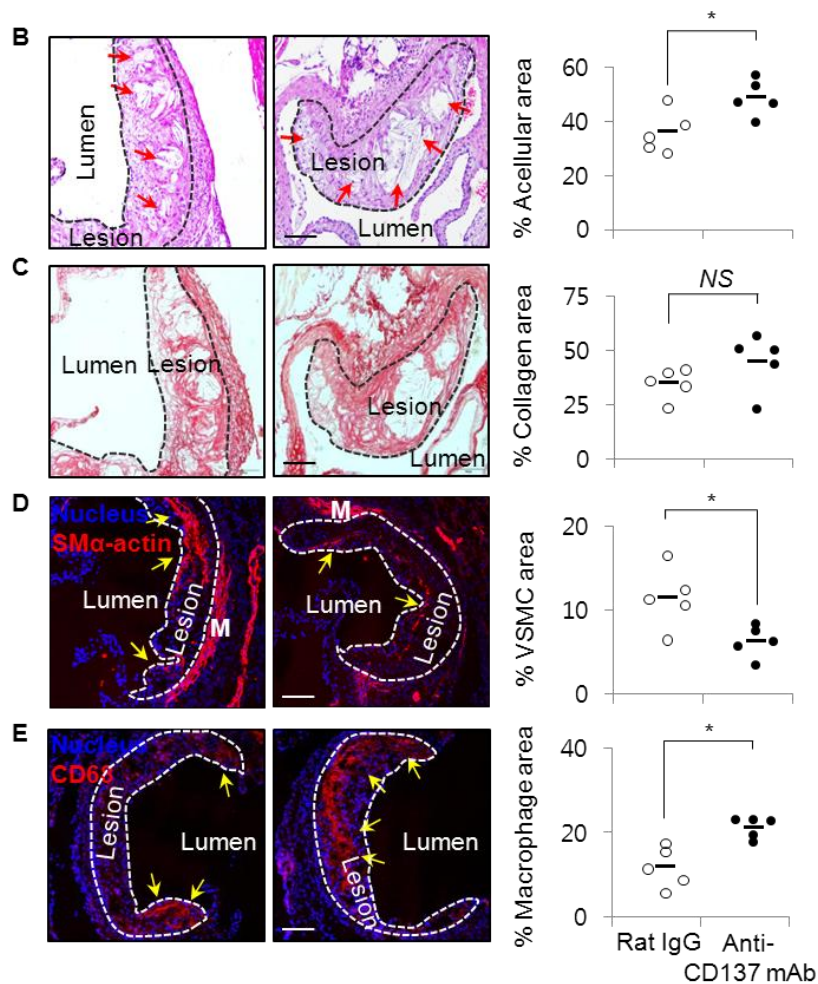 B
Lumen
Lesion
Lesion
Lumen
% Acellular area
60
40
20
0
*
C
Lumen
Lesion
Lesion
Lumen
% Collagen area
75
50
25
0
NS
D
Nucleus
SMα-actin
Lumen
Lesion
M
M
Lumen
Lesion
% VSMC area
20
10
0
*
E
Nucleus
CD68
Lesion
Lumen
Lesion
Lumen
% Macrophage area
40
20
0
*
Rat IgG
Anti-
CD137 mAb